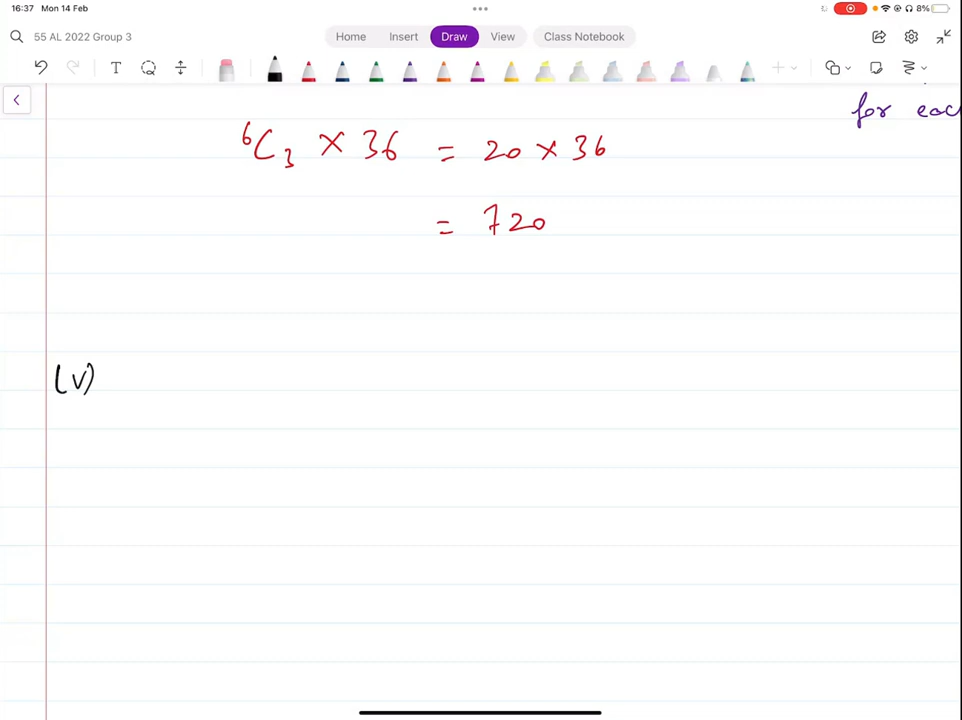 16:37 Mon 14 Feb
8%
55 AL 2022 Group 3
Home Insert Draw View Class Notebook
for eac
⁶C₃ × 36 = 20 × 36
= 720
(v)